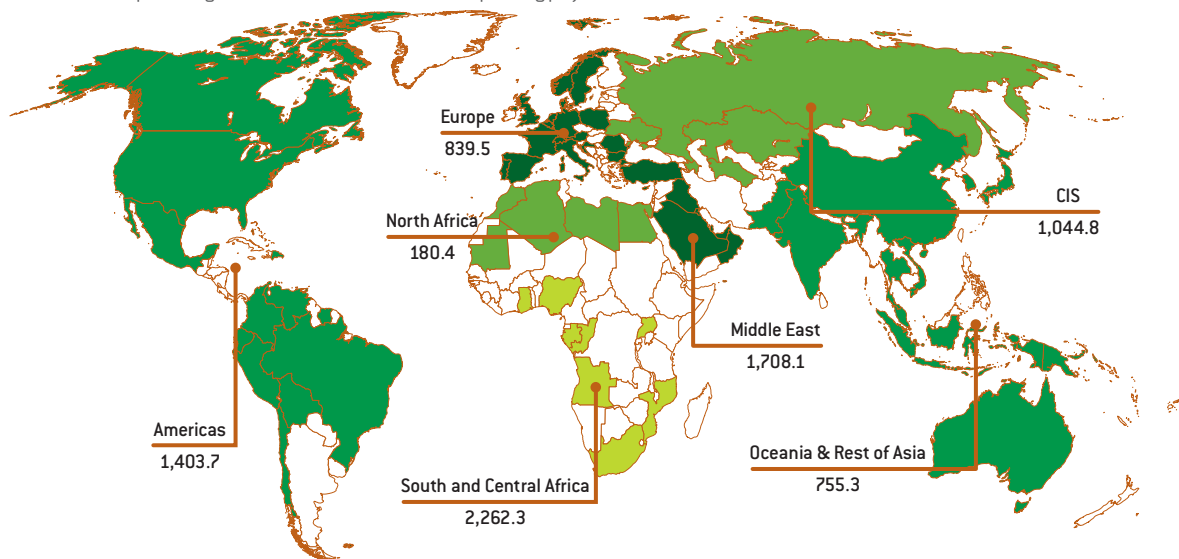 Europe
839.5
North Africa
180.4
CIS
1,044.8
Middle East
1,708.1
Americas
1,403.7
South and Central Africa
2,262.3
Oceania & Rest of Asia
755.3